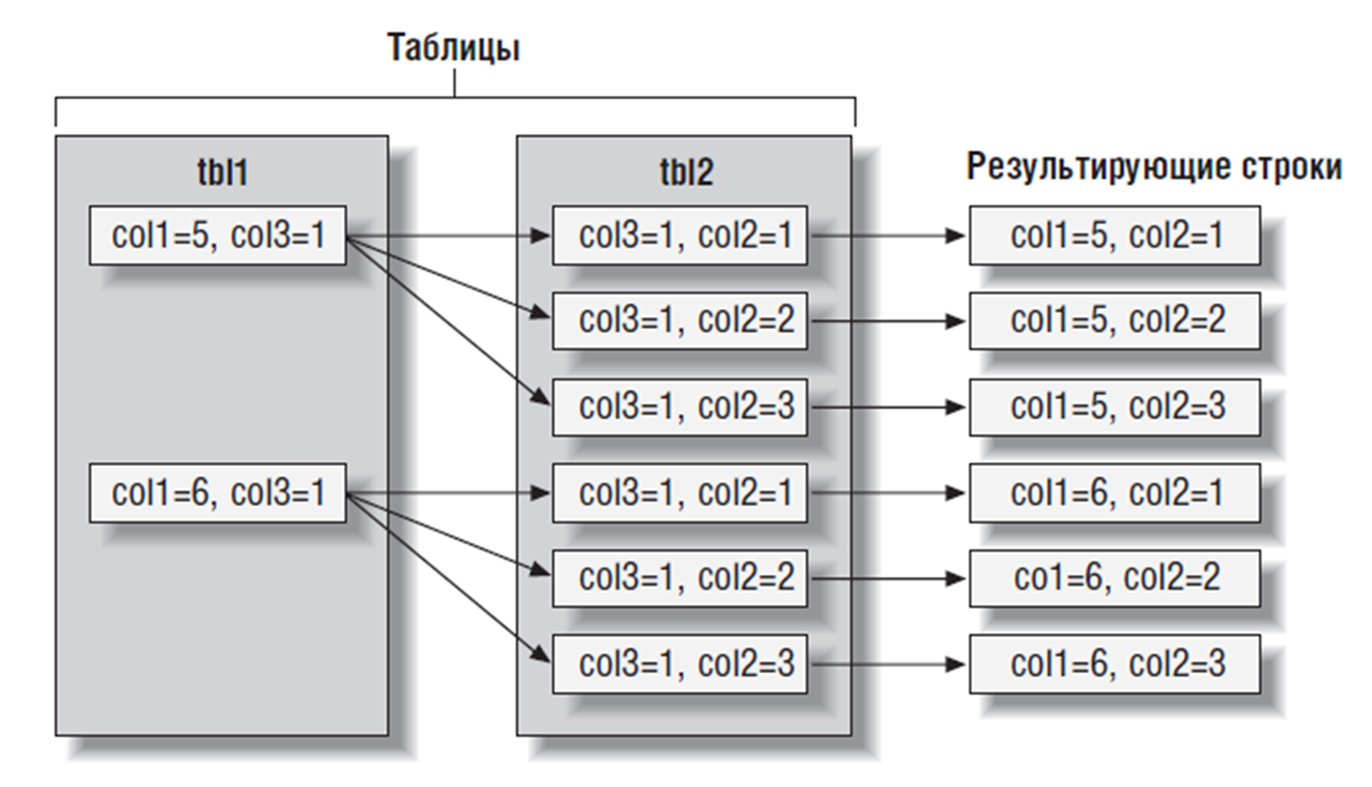 Таблицы
tbl1
tbl2
Результирующие строки
col1=5, col3=1
col3=1, col2=1
col1=5, col2=1
col3=1, col2=2
col1=5, col2=2
col3=1, col2=3
col1=5, col2=3
col1=6, col3=1
col3=1, col2=1
col1=6, col2=1
col3=1, col2=2
co1=6, col2=2
col3=1, col2=3
col1=6, col2=3